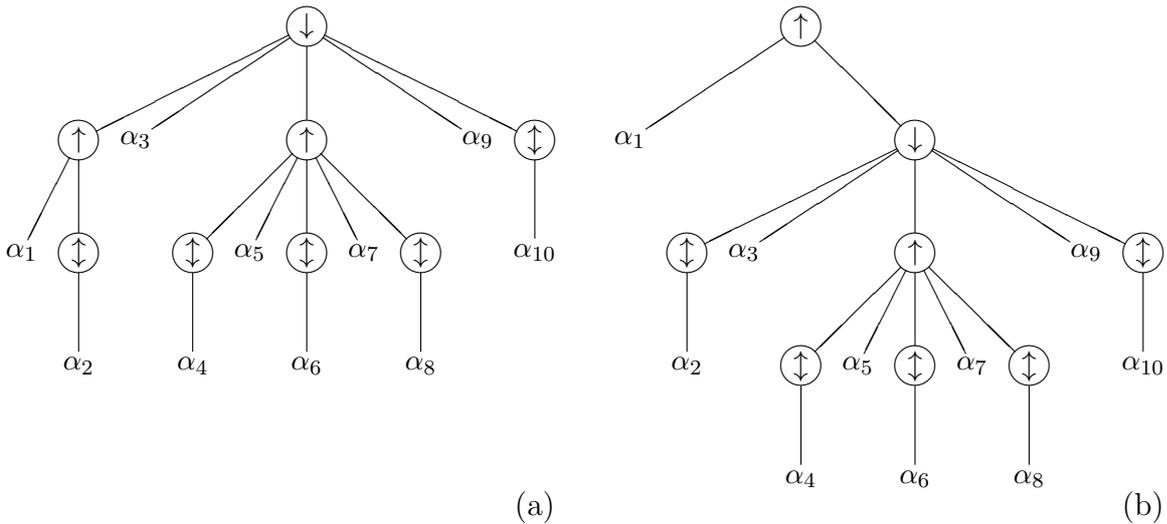 ↓ ↑
↑ α₃ ↑ α₉ ↕ α₁ ↓
α₁ ↕ ↕ α₅ ↕ α₇ ↕ α₁₀ ↕ α₃ ↑ α₉ ↕
α₂ α₄ α₆ α₈ α₂ ↕ α₅ ↕ α₇ ↕ α₁₀
α₄ α₆ α₈
(a) (b)